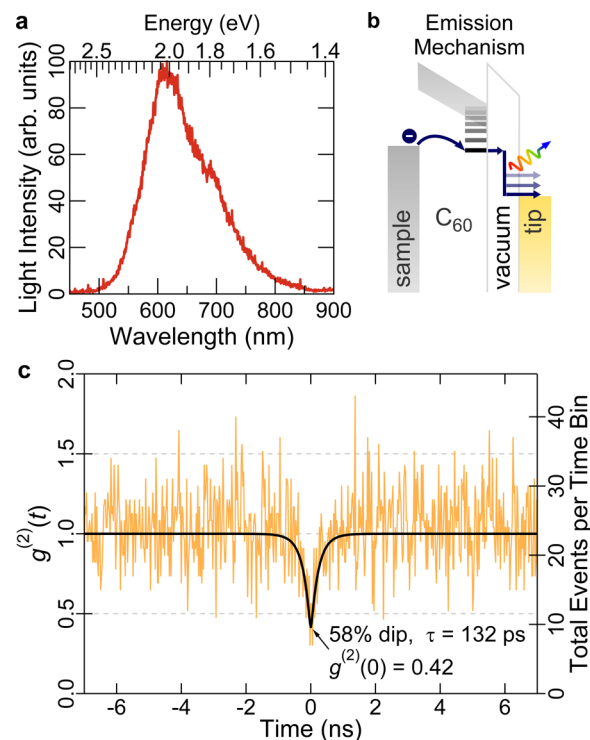 a
Energy (eV)
2.5 2.0 1.8 1.6 1.4
100
80
60
40
20
0
Light Intensity (arb. units)
500 600 700 800 900
Wavelength (nm)
b
Emission
Mechanism
sample
C60
vacuum
tip
c
2.0
1.5
1.0
0.5
0.0
g(2)(t)
40
30
20
10
0
Total Events per Time Bin
58% dip, τ = 132 ps
g(2)(0) = 0.42
-6 -4 -2 0 2 4 6
Time (ns)